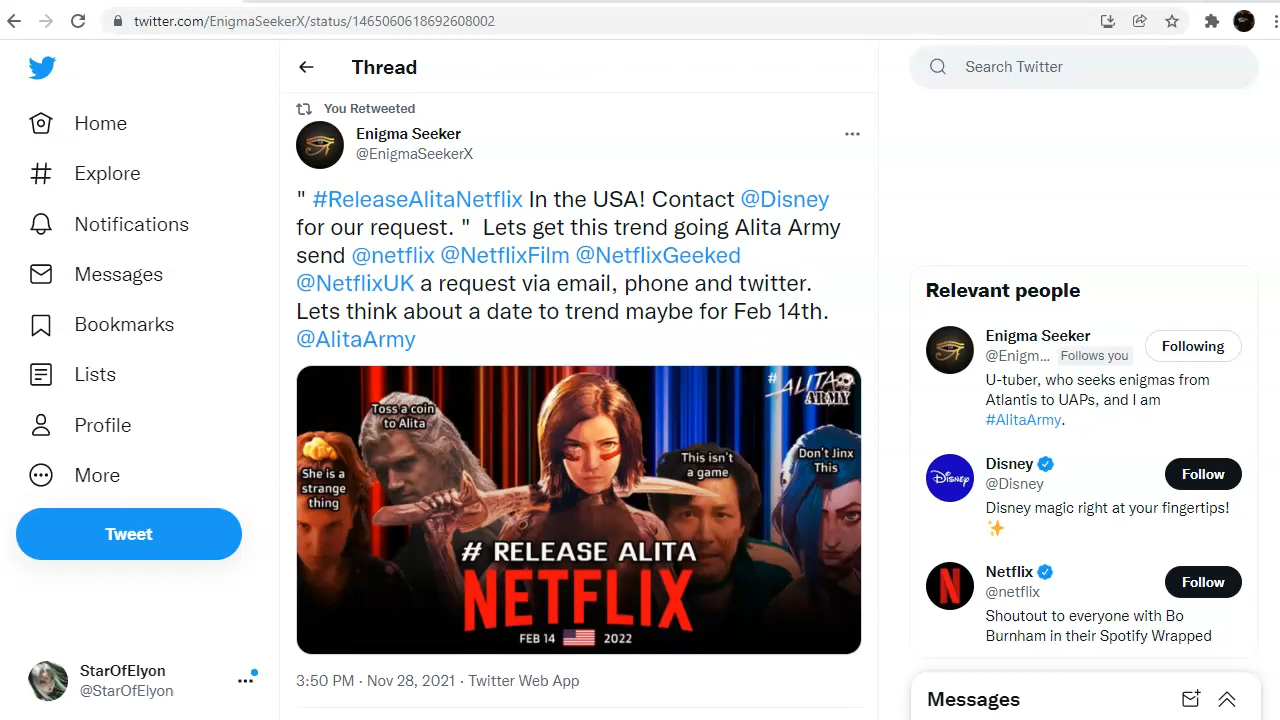 twitter.com/EnigmaSeekerX/status/1465060618692608002
Home
Explore
Notifications
Messages
Bookmarks
Lists
Profile
More
Tweet
StarOfElyon
@StarOfElyon
Thread
You Retweeted
Enigma Seeker
@EnigmaSeekerX
" #ReleaseAlitaNetflix In the USA! Contact @Disney
for our request. "  Lets get this trend going Alita Army
send @netflix @NetflixFilm @NetflixGeeked
@NetflixUK a request via email, phone and twitter.
Lets think about a date to trend maybe for Feb 14th.
@AlitaArmy
# ALITA
ARMY
Toss a coin
to Alita
She is a
strange
thing
This isn't
a game
Don't Jinx
This
# RELEASE ALITA
NETFLIX
FEB 14 2022
3:50 PM · Nov 28, 2021 · Twitter Web App
Search Twitter
Relevant people
Enigma Seeker
@Enigm... Follows you
Following
U-tuber, who seeks enigmas from
Atlantis to UAPs, and I am
#AlitaArmy.
Disney
Disney
@Disney
Follow
Disney magic right at your fingertips!
✨
N
Netflix
@netflix
Follow
Shoutout to everyone with Bo
Burnham in their Spotify Wrapped
Messages